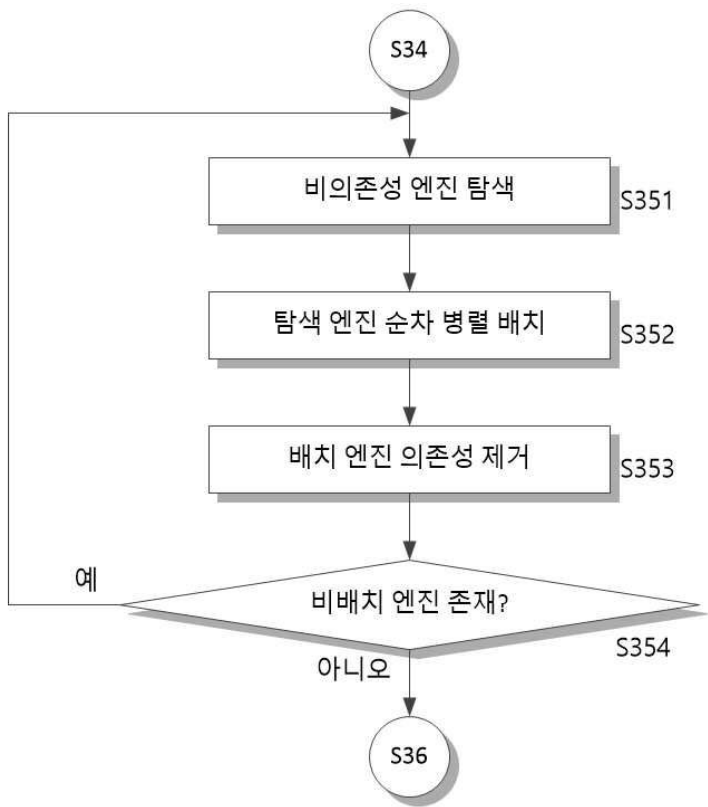 S34
비의존성 엔진 탐색
S351
탐색 엔진 순차 병렬 배치
S352
배치 엔진 의존성 제거
S353
예
비배치 엔진 존재?
S354
아니오
S36